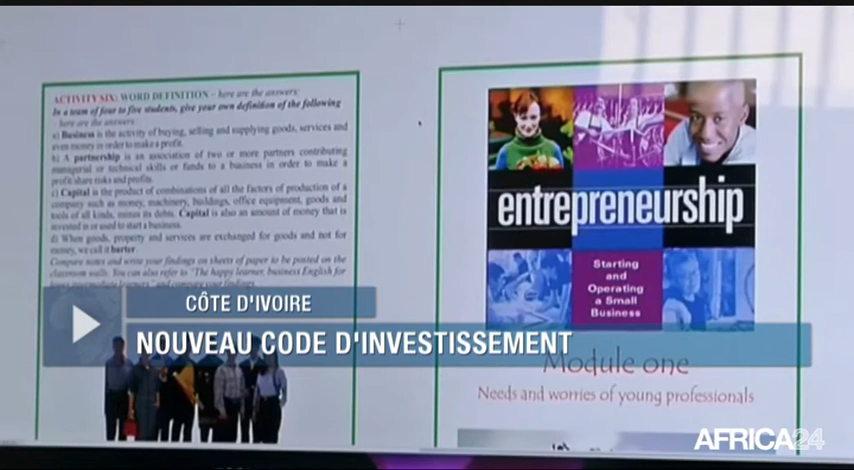 ACTIVITY SIX: WORD DEFINITION – here are the answers:
In a team of four to five students, give your own definition of the following
– here are the answers:
a) Business is the activity of buying, selling and supplying goods, services and
even money in order to make a profit.
b) A partnership is an association of two or more partners contributing
managerial or technical skills or funds to a business in order to make a
profit/share risks and profits.
c) Capital is the product of combinations of all the factors of production of a
company such as money, machinery, buildings, office equipment, goods and
tools of all kinds, minus its debts. Capital is also an amount of money that is
invested in or used to start a business.
d) When goods, property and services are exchanged for goods and not for
money, we call it barter.
Compare notes and write your findings on sheets of paper to be posted on the
classroom walls. You can also refer to "The happy learner, business English for
entrepreneurship
Starting
and
Operating
a Small
Business
Module one
Needs and worries of young professionals
CÔTE D'IVOIRE
NOUVEAU CODE D'INVESTISSEMENT
AFRICA24